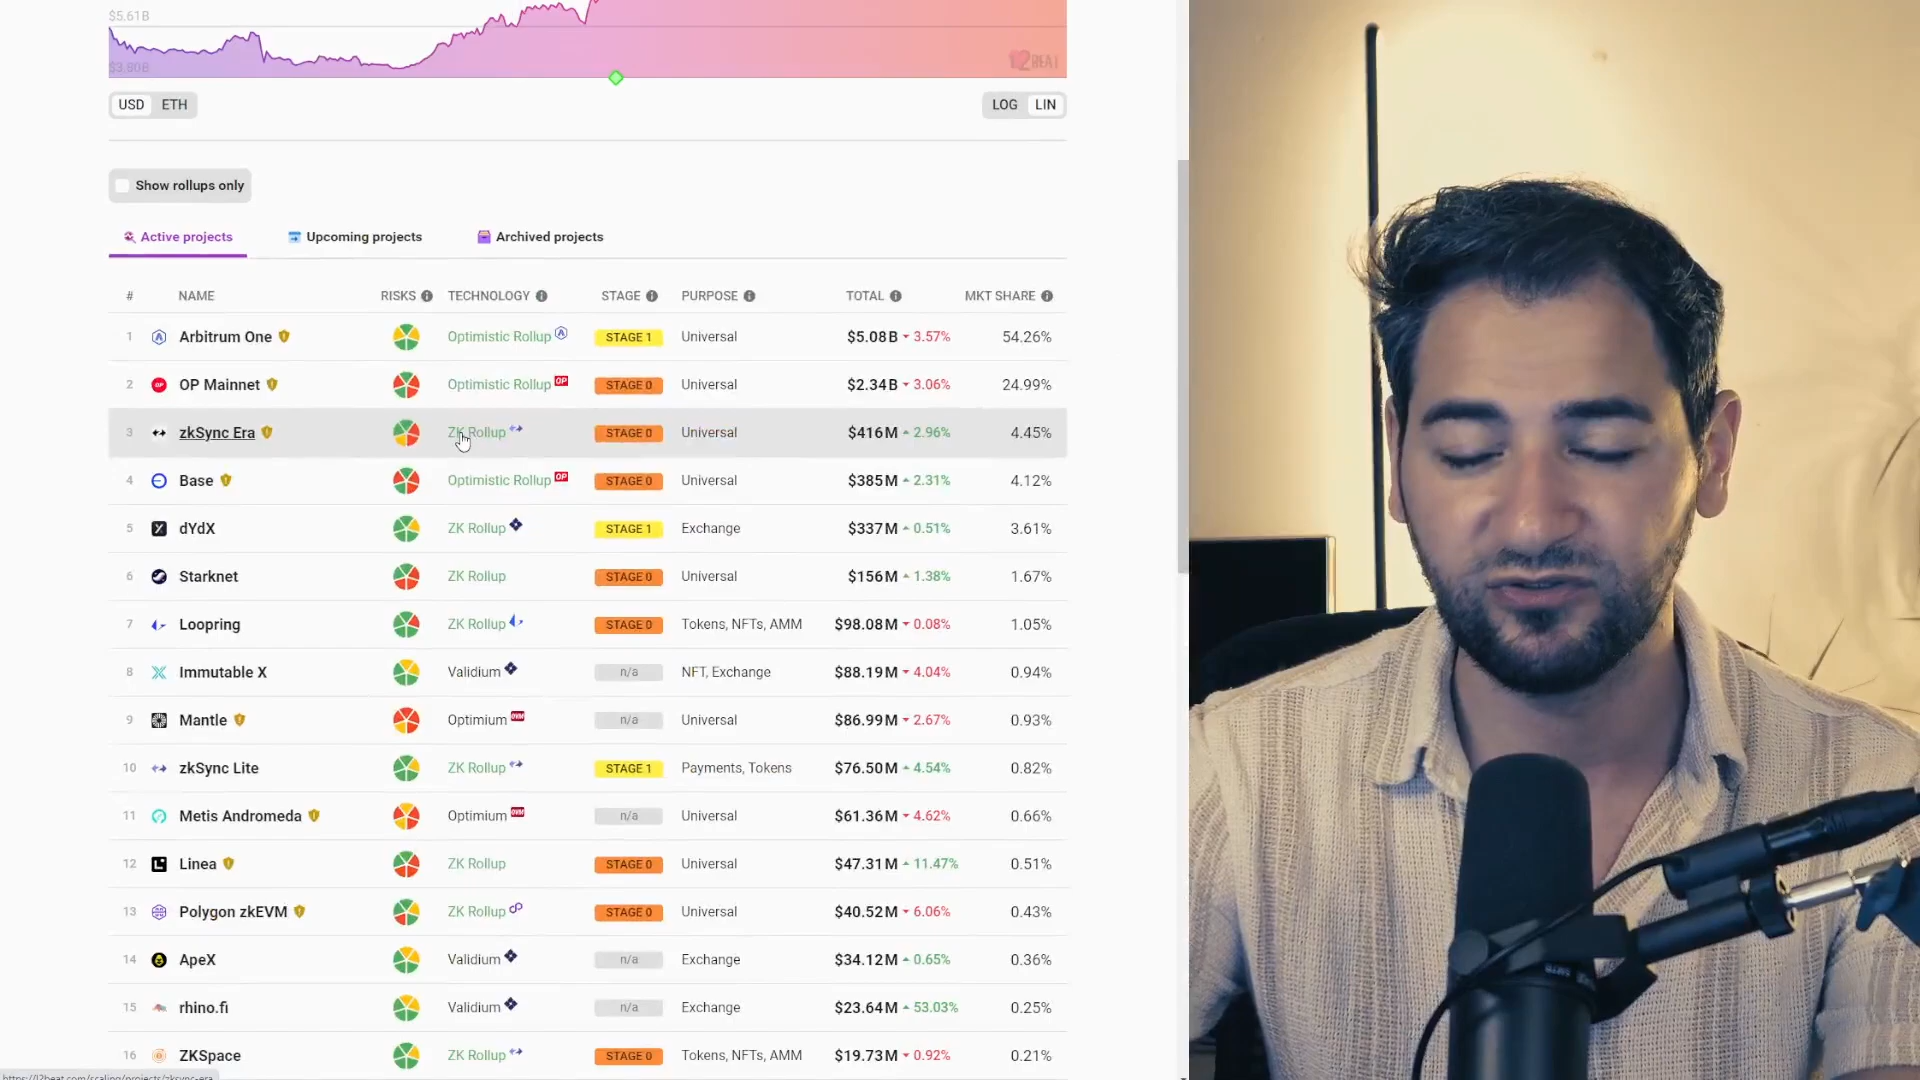 $5.61B
$3.80B
L2BEAT
USD ETH
LOG LIN
Show rollups only
Active projects
Upcoming projects
Archived projects
# NAME RISKS TECHNOLOGY STAGE PURPOSE TOTAL MKT SHARE
1 Arbitrum One Optimistic Rollup STAGE 1 Universal $5.08B 3.57% 54.26%
2 OP OP Mainnet Optimistic Rollup OP STAGE 0 Universal $2.34B 3.06% 24.99%
3 zkSync Era ZK Rollup STAGE 0 Universal $416M 2.96% 4.45%
4 Base Optimistic Rollup OP STAGE 0 Universal $385M 2.31% 4.12%
5 dYdX ZK Rollup STAGE 1 Exchange $337M 0.51% 3.61%
6 Starknet ZK Rollup STAGE 0 Universal $156M 1.38% 1.67%
7 Loopring ZK Rollup STAGE 0 Tokens, NFTs, AMM $98.08M 0.08% 1.05%
8 Immutable X Validium n/a NFT, Exchange $88.19M 4.04% 0.94%
9 Mantle Optimium OVM n/a Universal $86.99M 2.67% 0.93%
10 zkSync Lite ZK Rollup STAGE 1 Payments, Tokens $76.50M 4.54% 0.82%
11 Metis Andromeda Optimium OVM n/a Universal $61.36M 4.62% 0.66%
12 Linea ZK Rollup STAGE 0 Universal $47.31M 11.47% 0.51%
13 Polygon zkEVM ZK Rollup STAGE 0 Universal $40.52M 6.06% 0.43%
14 ApeX Validium n/a Exchange $34.12M 0.65% 0.36%
15 rhino.fi Validium n/a Exchange $23.64M 53.03% 0.25%
16 ZKSpace ZK Rollup STAGE 0 Tokens, NFTs, AMM $19.73M 0.92% 0.21%
https://l2beat.com/scaling/projects/zksync-era